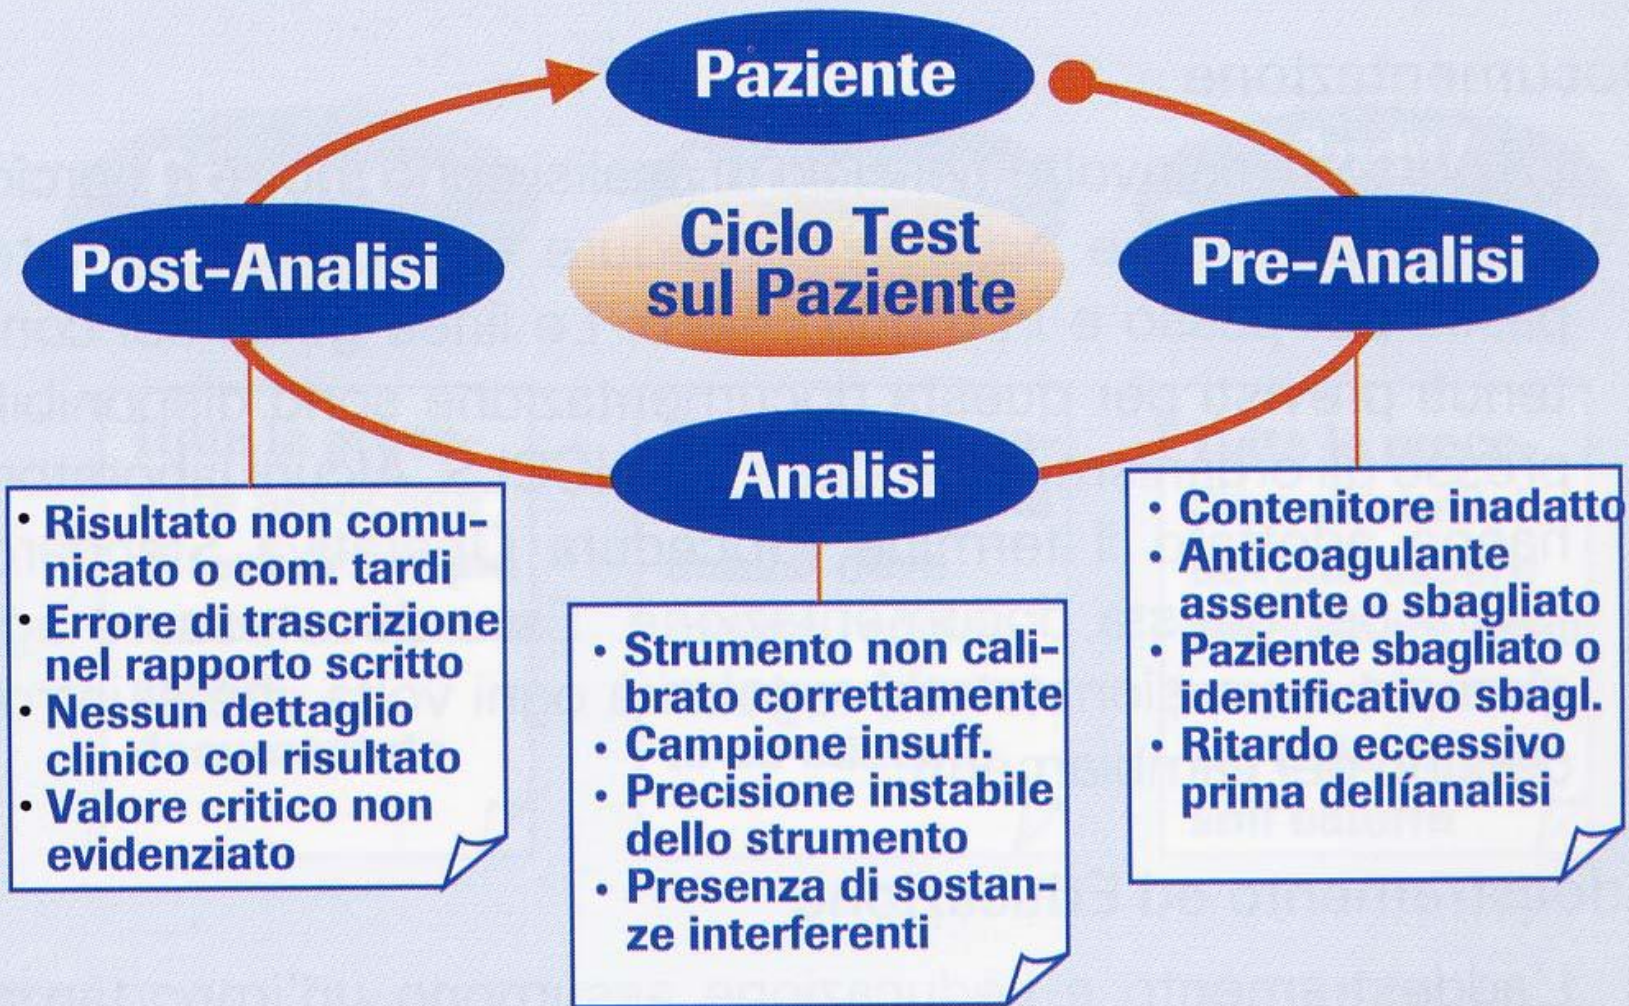 Paziente
Ciclo Test
sul Paziente
Post-Analisi
Pre-Analisi
Analisi
• Risultato non comu-
nicato o com. tardi
• Errore di trascrizione
nel rapporto scritto
• Nessun dettaglio
clinico col risultato
• Valore critico non
evidenziato
• Strumento non cali-
brato correttamente
• Campione insuff.
• Precisione instabile
dello strumento
• Presenza di sostan-
ze interferenti
• Contenitore inadatto
• Anticoagulante
assente o sbagliato
• Paziente sbagliato o
identificativo sbagl.
• Ritardo eccessivo
prima dellíanalisi